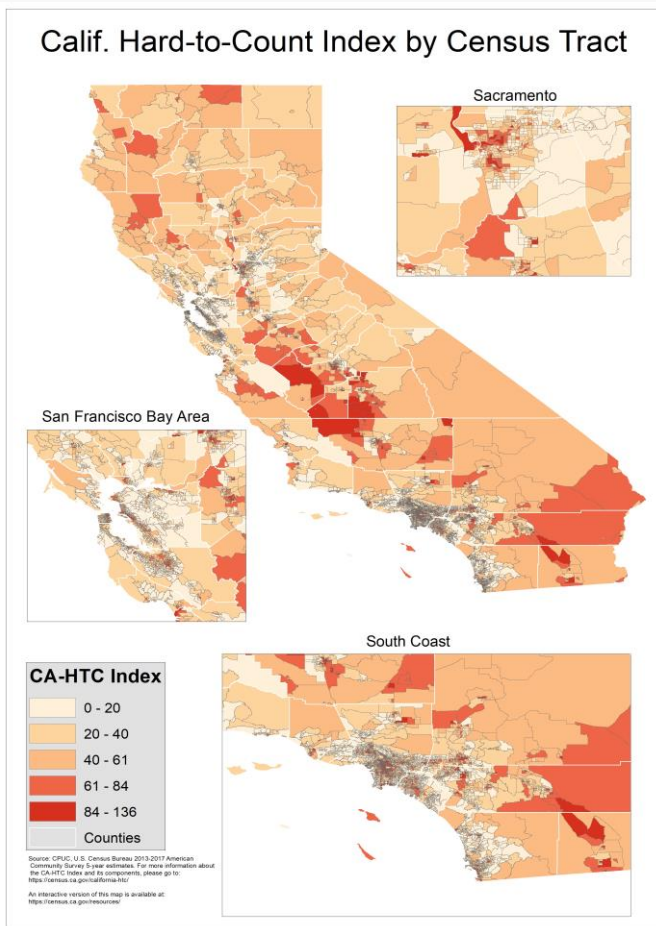 Calif. Hard-to-Count Index by Census Tract
Sacramento
San Francisco Bay Area
South Coast
CA-HTC Index
0 - 20
20 - 40
40 - 61
61 - 84
84 - 136
Counties
Source: CPUC, U.S. Census Bureau 2013-2017 American
Community Survey 5-year estimates. For more information about
the CA-HTC Index and its components, please go to:
https://census.ca.gov/california-htc/
An interactive version of this map is available at:
https://census.ca.gov/resources/